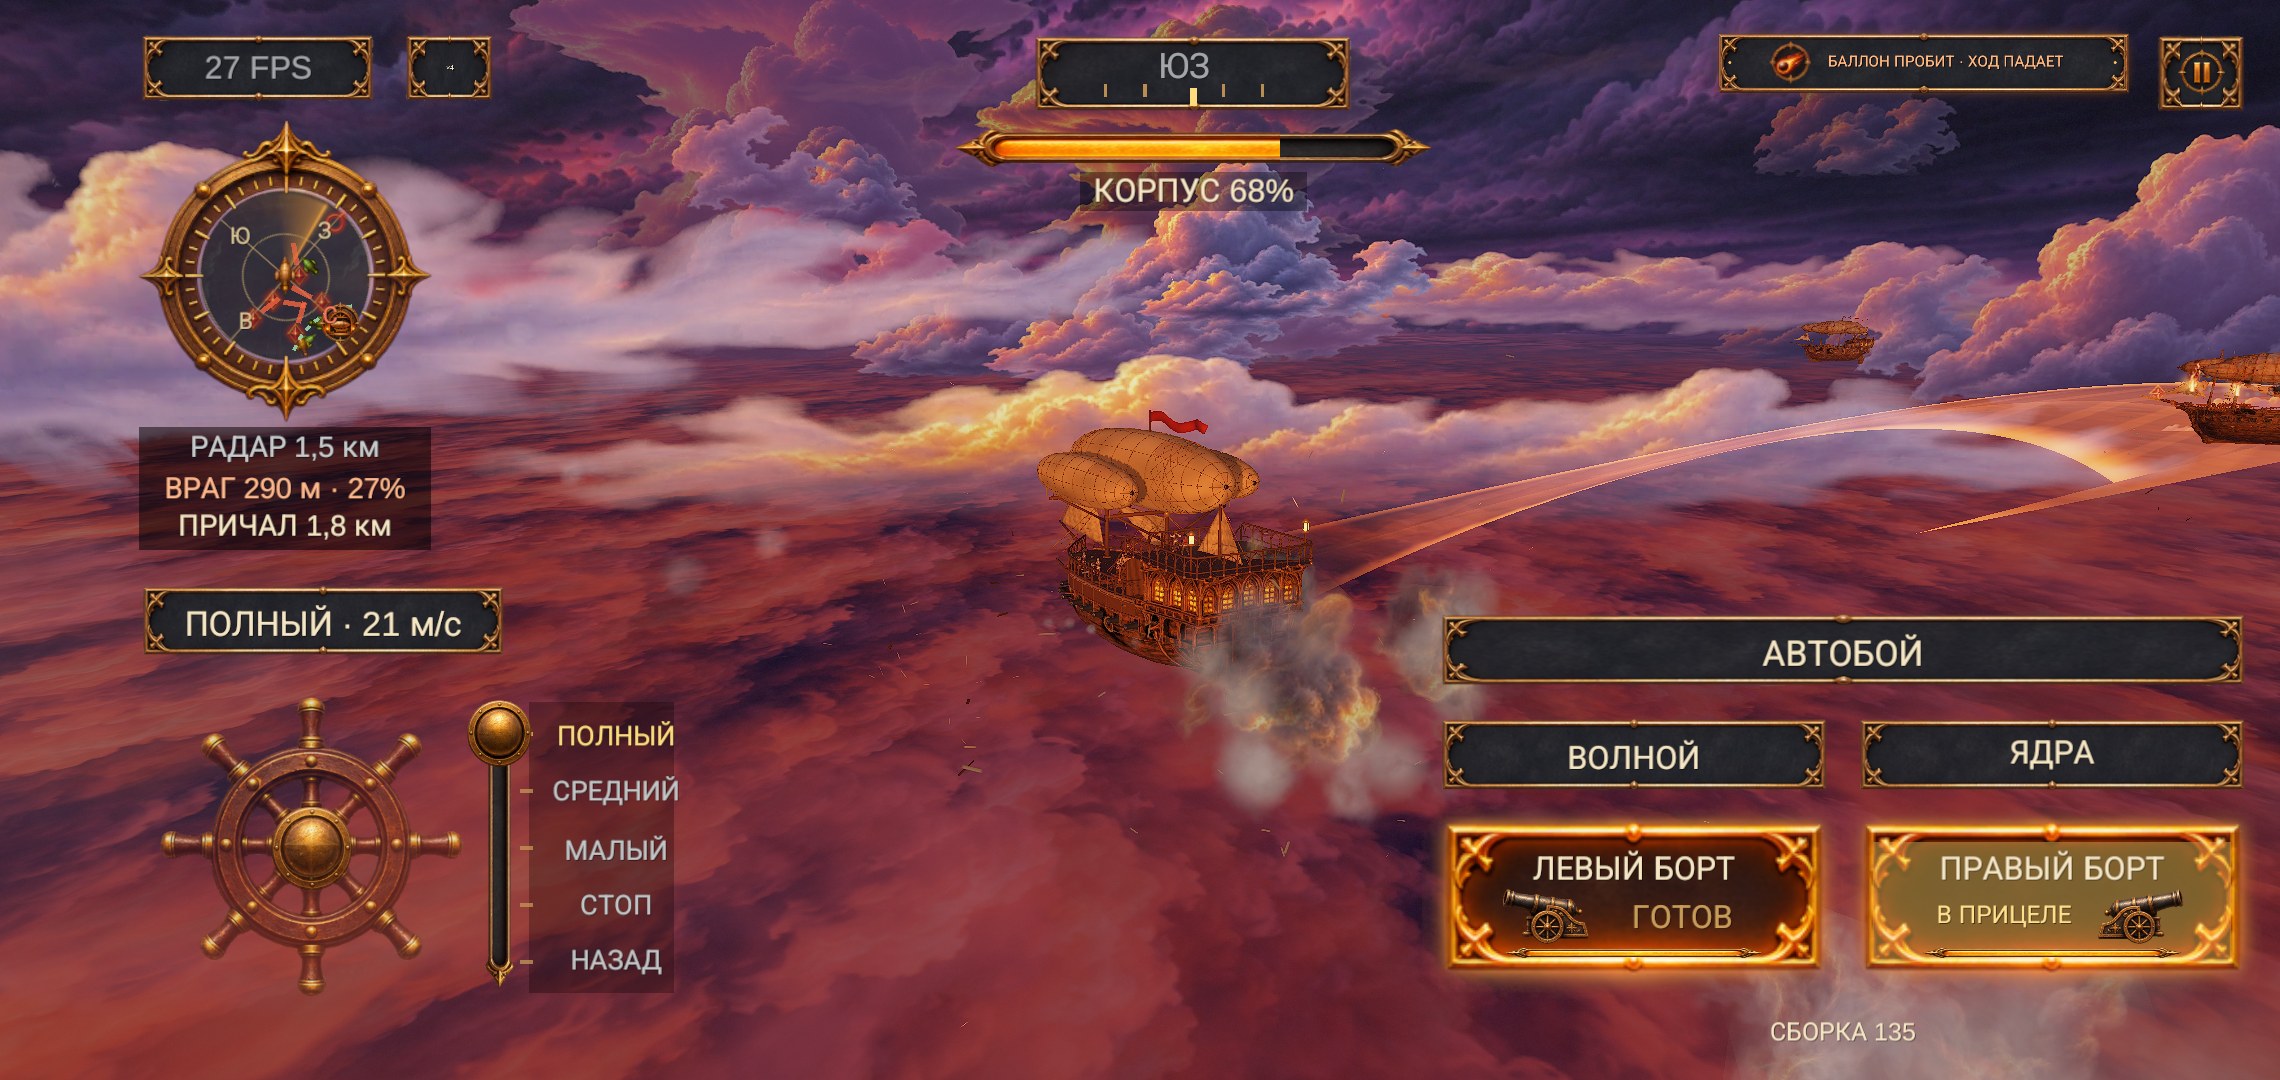 27 FPS
x4
ЮЗ
БАЛЛОН ПРОБИТ · ХОД ПАДАЕТ
КОРПУС 68%
Ю
З
В
С
РАДАР 1,5 км
ВРАГ 290 м · 27%
ПРИЧАЛ 1,8 км
ПОЛНЫЙ · 21 м/с
ПОЛНЫЙ
СРЕДНИЙ
МАЛЫЙ
СТОП
НАЗАД
АВТОБОЙ
ВОЛНОЙ
ЯДРА
ЛЕВЫЙ БОРТ
ГОТОВ
ПРАВЫЙ БОРТ
В ПРИЦЕЛЕ
СБОРКА 135